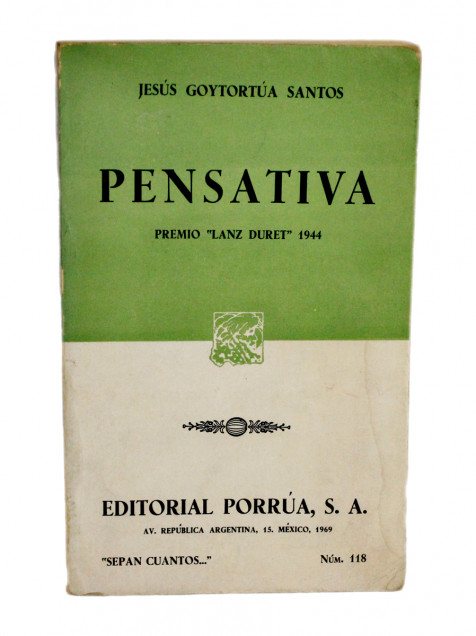 JESÚS GOYTORTÚA SANTOS
PENSATIVA
PREMIO "LANZ DURET" 1944
EDITORIAL PORRÚA, S. A.
AV. REPÚBLICA ARGENTINA, 15. MÉXICO, 1969
"SEPAN CUANTOS..." NÚM. 118